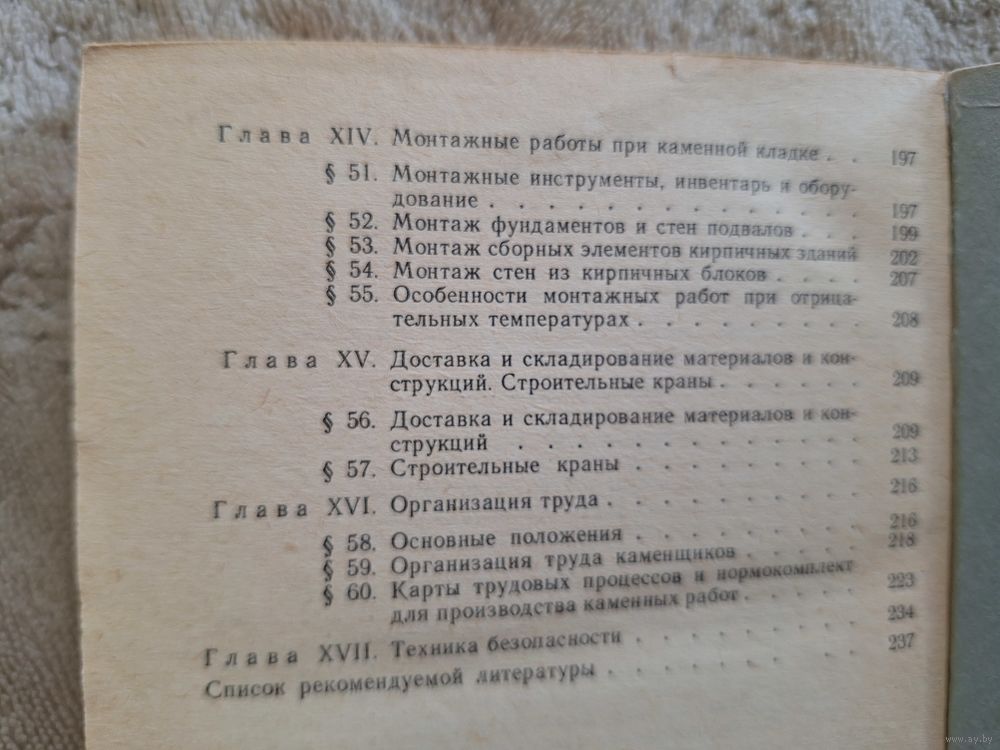 Глава XIV. Монтажные работы при каменной кладке . . 197
§ 51. Монтажные инструменты, инвентарь и обору-
дование . . . . . . . . . . . . . . 197
§ 52. Монтаж фундаментов и стен подвалов . . . 199
§ 53. Монтаж сборных элементов кирпичных зданий 202
§ 54. Монтаж стен из кирпичных блоков . . . . 207
§ 55. Особенности монтажных работ при отрица-
тельных температурах . . . . . . . . . 208
Глава XV. Доставка и складирование материалов и кон-
струкций. Строительные краны . . . . . . 209
§ 56. Доставка и складирование материалов и кон-
струкций . . . . . . . . . . . . . 209
§ 57. Строительные краны . . . . . . . . . 213
Глава XVI. Организация труда . . . . . . . . . . 216
§ 58. Основные положения . . . . . . . . . 216
§ 59. Организация труда каменщиков . . . . . 218
§ 60. Карты трудовых процессов и нормокомплект
для производства каменных работ . . . . . 223
Глава XVII. Техника безопасности . . . . . . . . . 234
Список рекомендуемой литературы . . . . . . . . . 237
www.ay.by